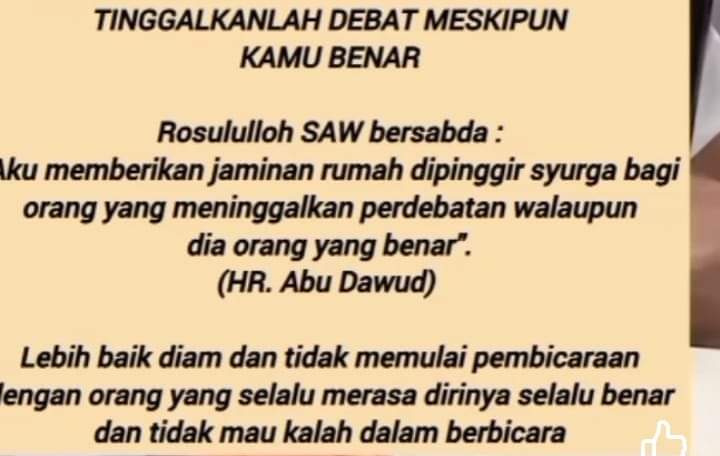 TINGGALKANLAH DEBAT MESKIPUN
KAMU BENAR
Rosululloh SAW bersabda :
Aku memberikan jaminan rumah dipinggir syurga bagi
orang yang meninggalkan perdebatan walaupun
dia orang yang benar".
(HR. Abu Dawud)
Lebih baik diam dan tidak memulai pembicaraan
dengan orang yang selalu merasa dirinya selalu benar
dan tidak mau kalah dalam berbicara